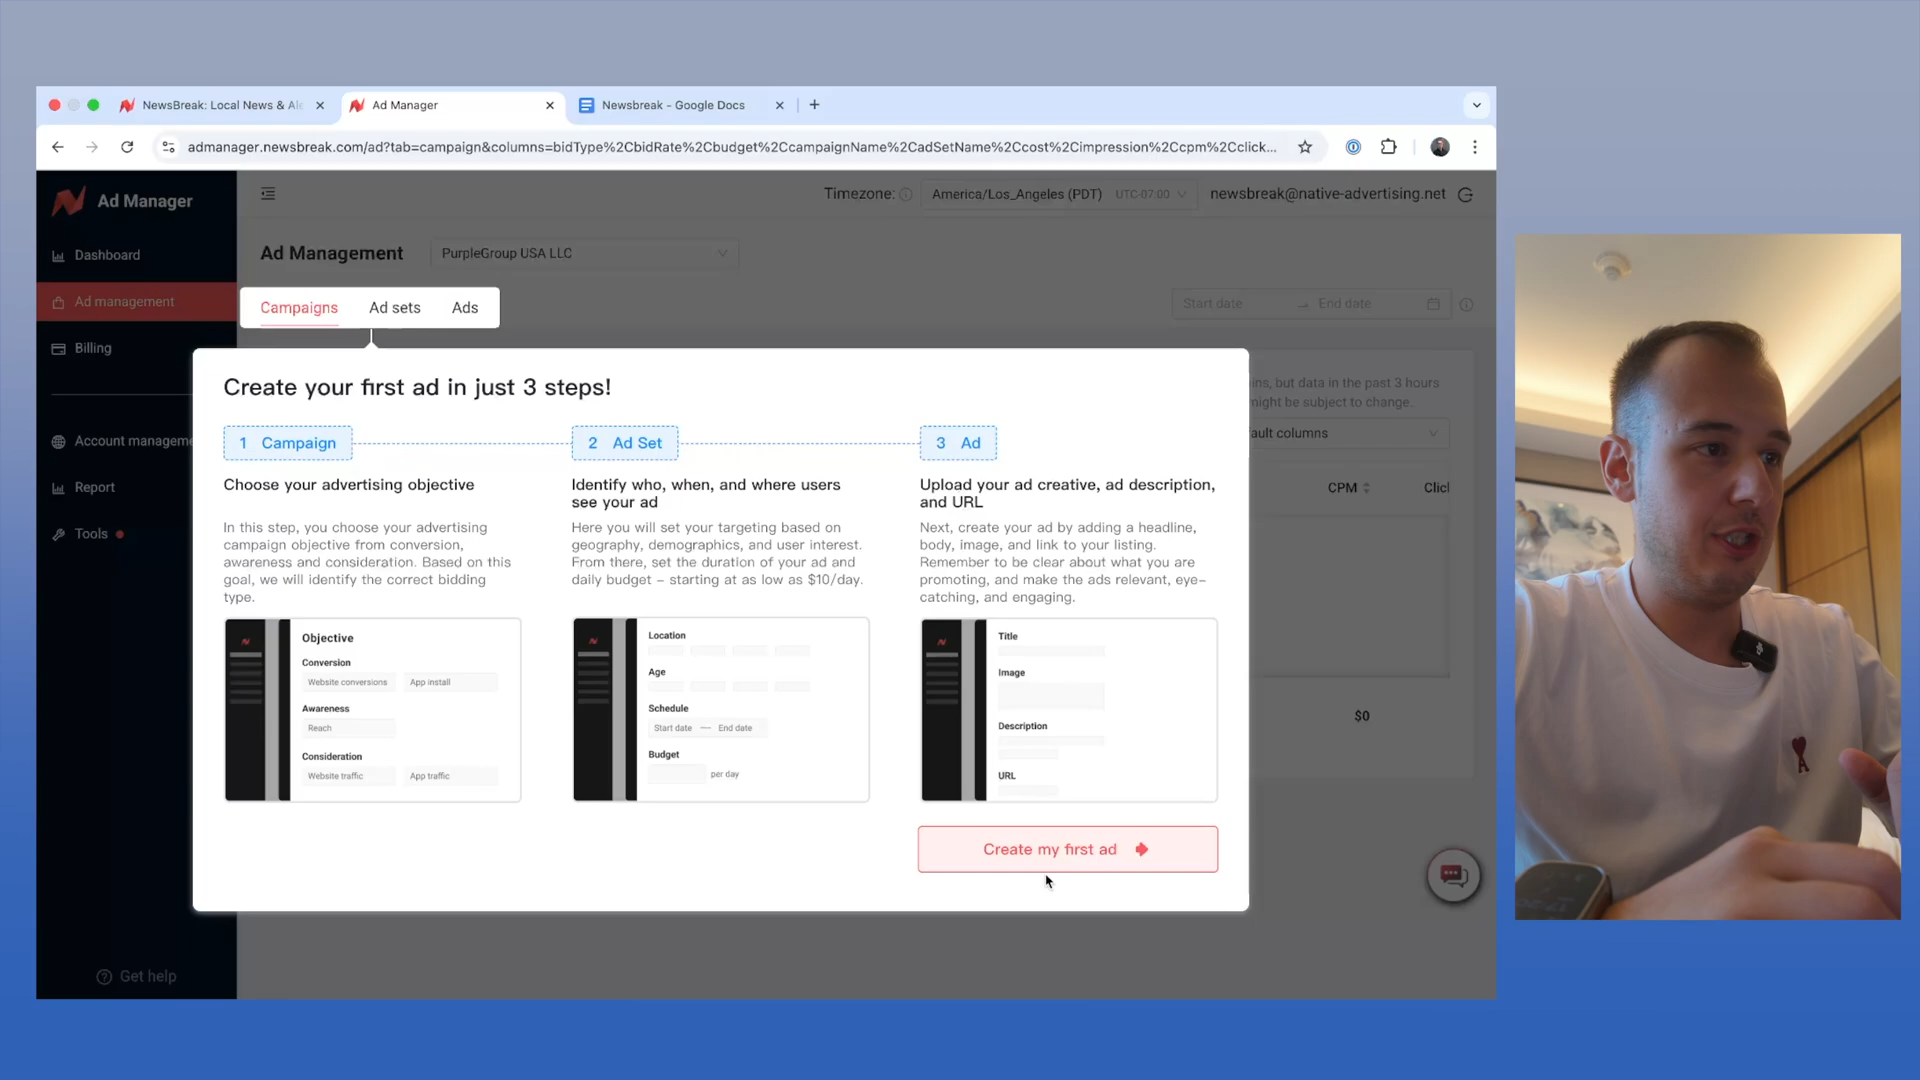 NewsBreak: Local News & Ale
Ad Manager
Newsbreak - Google Docs
admanager.newsbreak.com/ad?tab=campaign&columns=bidType%2CbidRate%2Cbudget%2CcampaignName%2CadSetName%2Ccost%2Cimpression%2Ccpm%2Cclick...
Ad Manager
Timezone:
America/Los_Angeles (PDT) UTC-07:00
newsbreak@native-advertising.net
Dashboard
Ad management
Billing
Account manageme
Report
Tools
Get help
Ad Management
PurpleGroup USA LLC
Campaigns
Ad sets
Ads
Start date
End date
ins, but data in the past 3 hours
might be subject to change.
fault columns
CPM
Clicl
$0
Create your first ad in just 3 steps!
1 Campaign
2 Ad Set
3 Ad
Choose your advertising objective
In this step, you choose your advertising
campaign objective from conversion,
awareness and consideration. Based on this
goal, we will identify the correct bidding
type.
Identify who, when, and where users
see your ad
Here you will set your targeting based on
geography, demographics, and user interest.
From there, set the duration of your ad and
daily budget – starting at as low as $10/day.
Upload your ad creative, ad description,
and URL
Next, create your ad by adding a headline,
body, image, and link to your listing.
Remember to be clear about what you are
promoting, and make the ads relevant, eye-
catching, and engaging.
Objective
Conversion
Website conversions
App install
Awareness
Reach
Consideration
Website traffic
App traffic
Location
Age
Schedule
Start date — End date
Budget
per day
Title
Image
Description
URL
Create my first ad